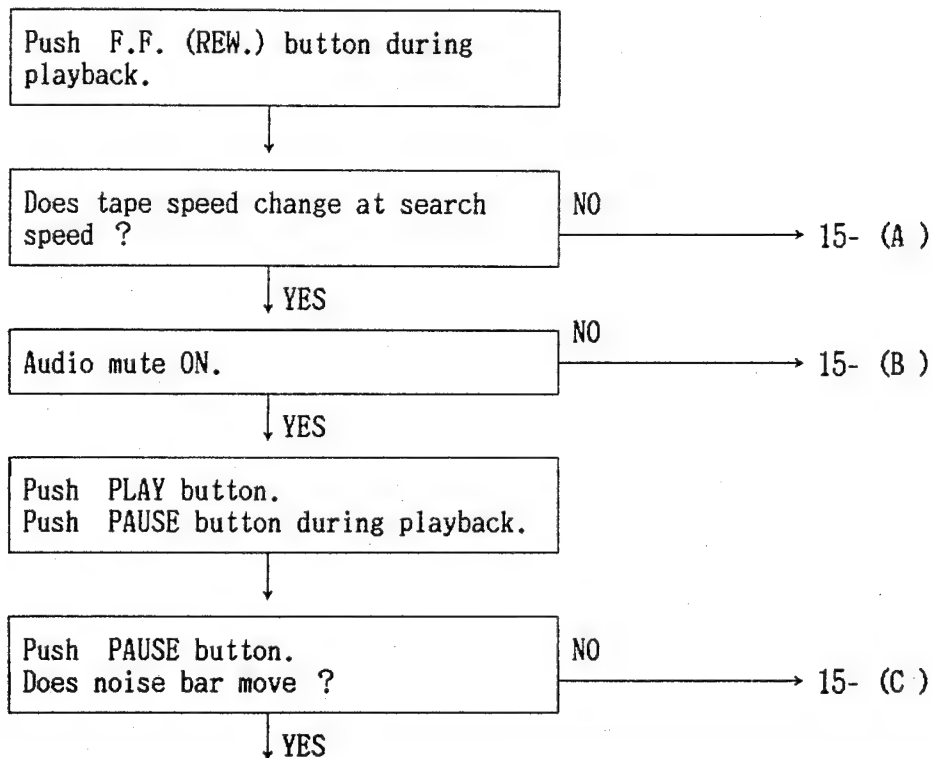 Push F.F. (REW.) button during
playback.
Does tape speed change at search
speed ?
NO
15- (A )
YES
Audio mute ON.
NO
15- (B )
YES
Push PLAY button.
Push PAUSE button during playback.
Push PAUSE button.
Does noise bar move ?
NO
15- (C )
YES